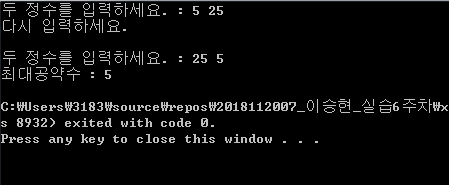 두 정수를 입력하세요. : 5 25
다시 입력하세요.
두 정수를 입력하세요. : 25 5
최대공약수 : 5
C:₩Users₩3183₩source₩repos₩2018112007_이승현_실습6주차₩xs 8932) exited with code 0.
Press any key to close this window . . .